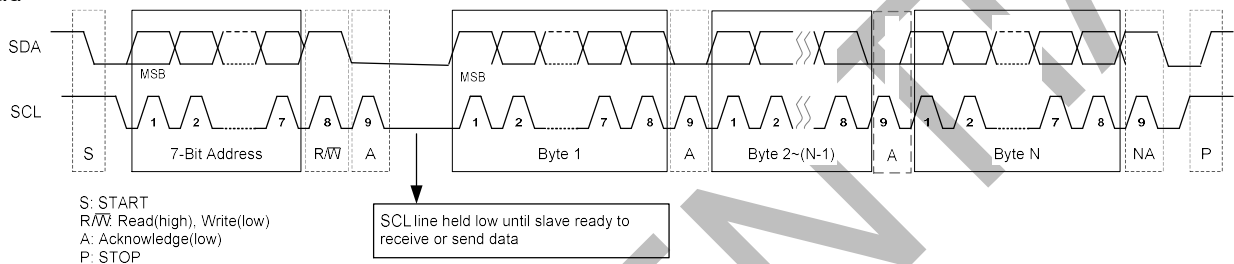 SDA
MSB
MSB
SCL
1 2 7 8 9 1 2 7 8 9 1 2 8 9 1 2 7 8 9
S 7-Bit Address R/W A Byte 1 A Byte 2~(N-1) A Byte N NA P
S: START
R/W: Read(high), Write(low)
A: Acknowledge(low)
P: STOP
SCL line held low until slave ready to
receive or send data